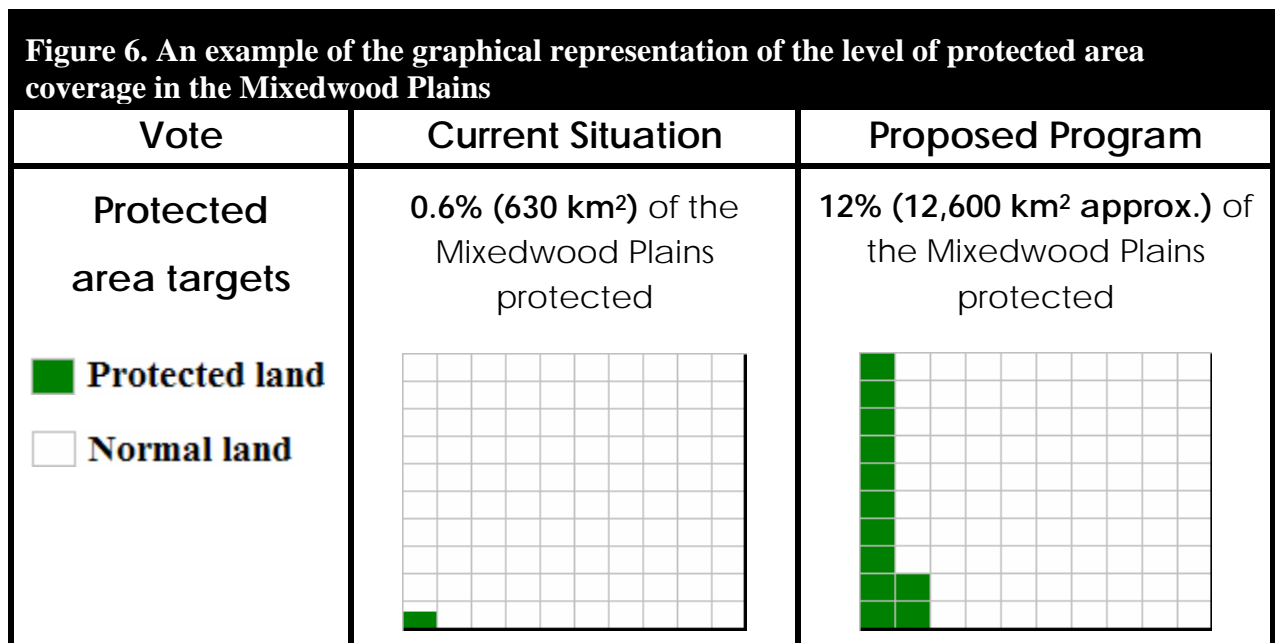 Figure 6. An example of the graphical representation of the level of protected area
coverage in the Mixedwood Plains
Vote
Current Situation
Proposed Program
Protected
area targets
Protected land
Normal land
0.6% (630 km²) of the
Mixedwood Plains
protected
12% (12,600 km² approx.) of
the Mixedwood Plains
protected